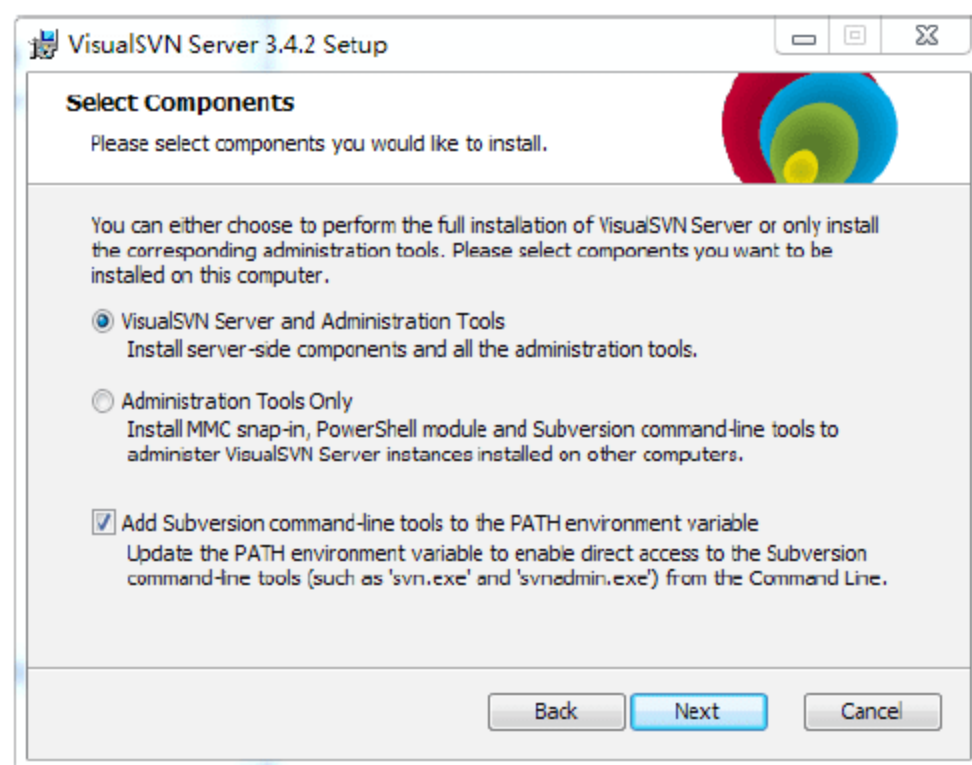 VisualSVN Server 3.4.2 Setup
Select Components
Please select components you would like to install.
You can either choose to perform the full installation of VisualSVN Server or only install
the corresponding administration tools. Please select components you want to be
installed on this computer.
VisualSVN Server and Administration Tools
Install server-side components and all the administration tools.
Administration Tools Only
Install MMC snap-in, PowerShell module and Subversion command-line tools to
administer VisualSVN Server instances installed on other computers.
Add Subversion command-line tools to the PATH environment variable
Update the PATH environment variable to enable direct access to the Subversion
command-line tools (such as 'svn.exe' and 'svnadmin.exe') from the Command Line.
Back Next Cancel